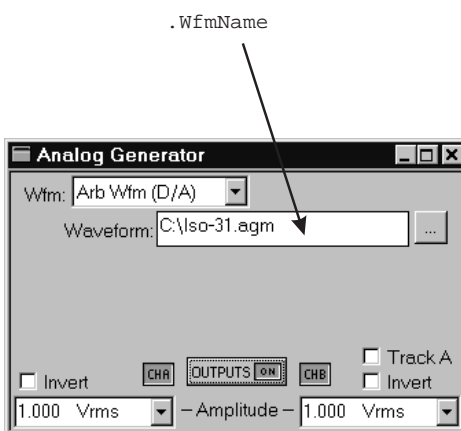 .WfmName
Analog Generator
Wfm: Arb Wfm (D/A)
Waveform: C:\Iso-31.agm ...
Track A
Invert CHA OUTPUTS ON CHB Invert
1.000 Vrms – Amplitude – 1.000 Vrms